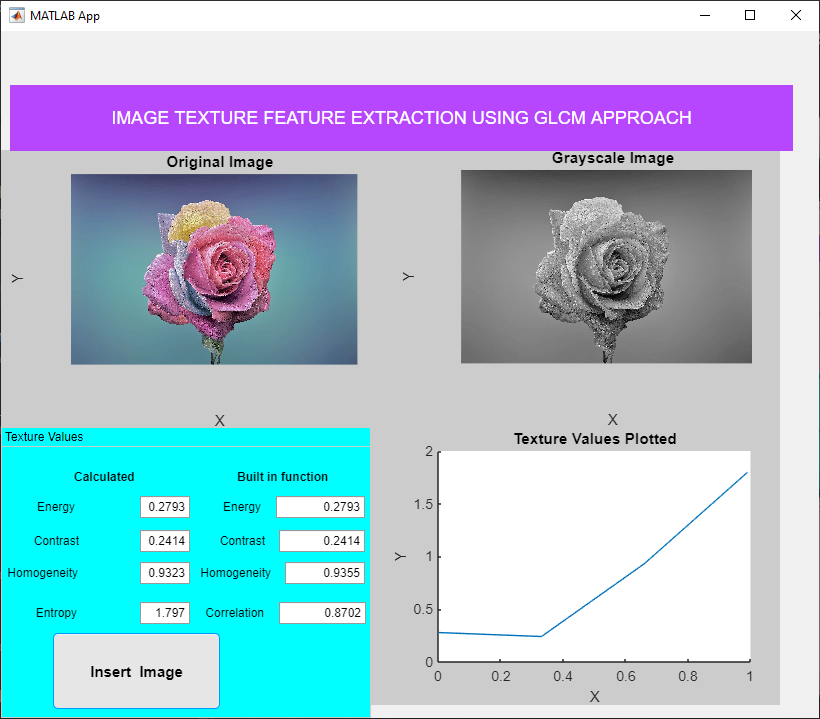 MATLAB App
IMAGE TEXTURE FEATURE EXTRACTION USING GLCM APPROACH
Original Image
Y
X
Grayscale Image
Y
X
Texture Values
Calculated Built in function
Energy 0.2793 Energy 0.2793
Contrast 0.2414 Contrast 0.2414
Homogeneity 0.9323 Homogeneity 0.9355
Entropy 1.797 Correlation 0.8702
Insert Image
Texture Values Plotted
2
1.5
1
0.5
0
Y
0 0.2 0.4 0.6 0.8 1
X